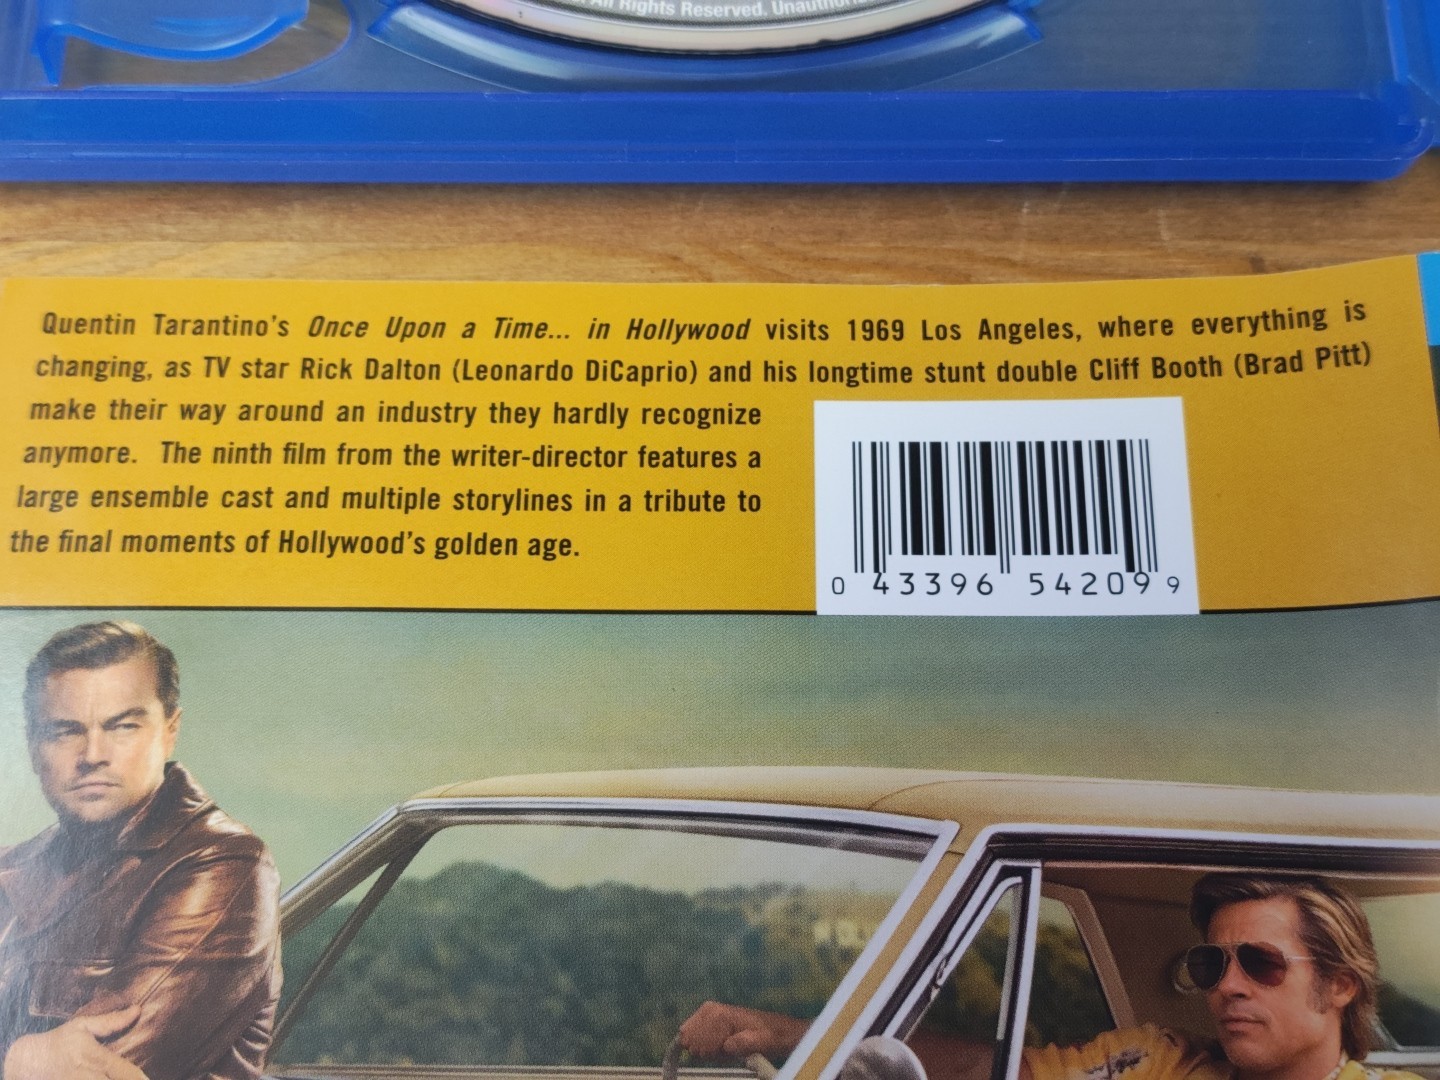 All Rights Reserved. Unauthoriz
Quentin Tarantino's Once Upon a Time... in Hollywood visits 1969 Los Angeles, where everything is
changing, as TV star Rick Dalton (Leonardo DiCaprio) and his longtime stunt double Cliff Booth (Brad Pitt)
make their way around an industry they hardly recognize
anymore. The ninth film from the writer-director features a
large ensemble cast and multiple storylines in a tribute to
the final moments of Hollywood's golden age.
0 43396 54209 9